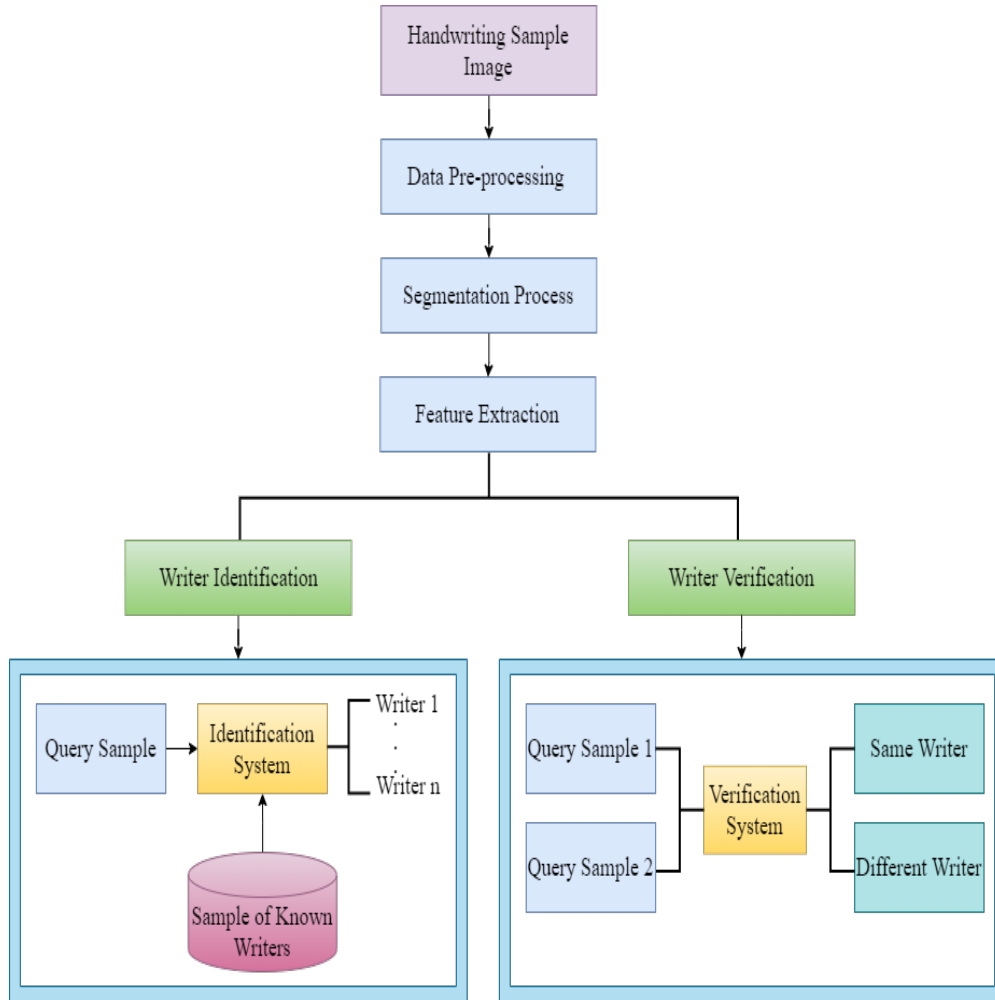 Handwriting Sample
Image
Data Pre-processing
Segmentation Process
Feature Extraction
Writer Identification
Writer Verification
Query Sample
Identification
System
Writer 1
.
.
.
Writer n
Sample of Known
Writers
Query Sample 1
Query Sample 2
Verification
System
Same Writer
Different Writer